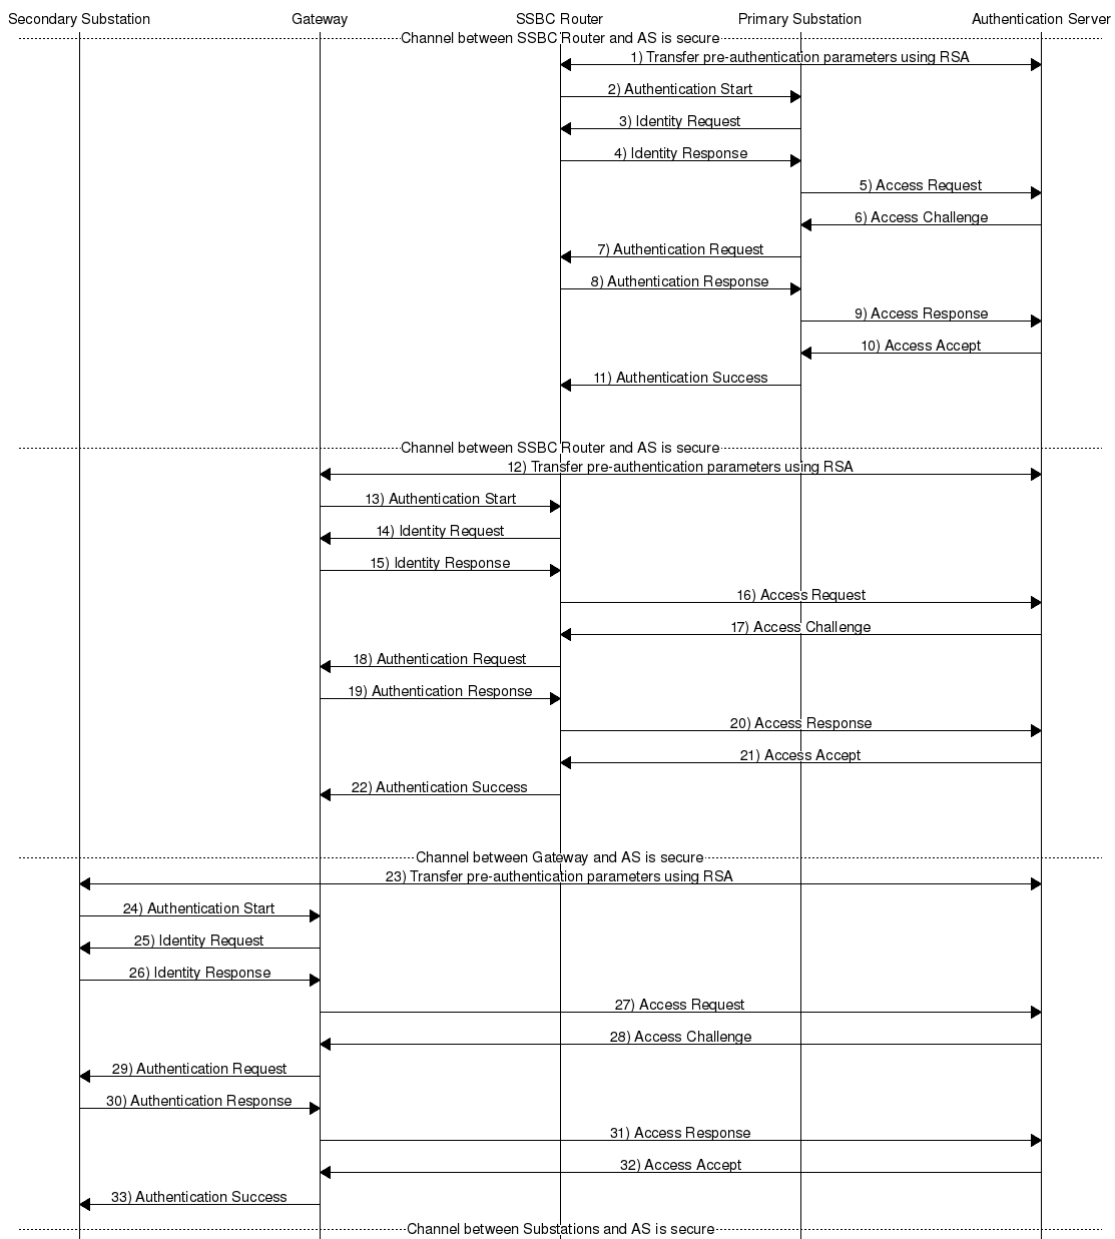 Secondary Substation Gateway SSBC Router Primary Substation Authentication Server
Channel between SSBC Router and AS is secure
1) Transfer pre-authentication parameters using RSA
2) Authentication Start
3) Identity Request
4) Identity Response
5) Access Request
6) Access Challenge
7) Authentication Request
8) Authentication Response
9) Access Response
10) Access Accept
11) Authentication Success
Channel between SSBC Router and AS is secure
12) Transfer pre-authentication parameters using RSA
13) Authentication Start
14) Identity Request
15) Identity Response
16) Access Request
17) Access Challenge
18) Authentication Request
19) Authentication Response
20) Access Response
21) Access Accept
22) Authentication Success
Channel between Gateway and AS is secure
23) Transfer pre-authentication parameters using RSA
24) Authentication Start
25) Identity Request
26) Identity Response
27) Access Request
28) Access Challenge
29) Authentication Request
30) Authentication Response
31) Access Response
32) Access Accept
33) Authentication Success
Channel between Substations and AS is secure